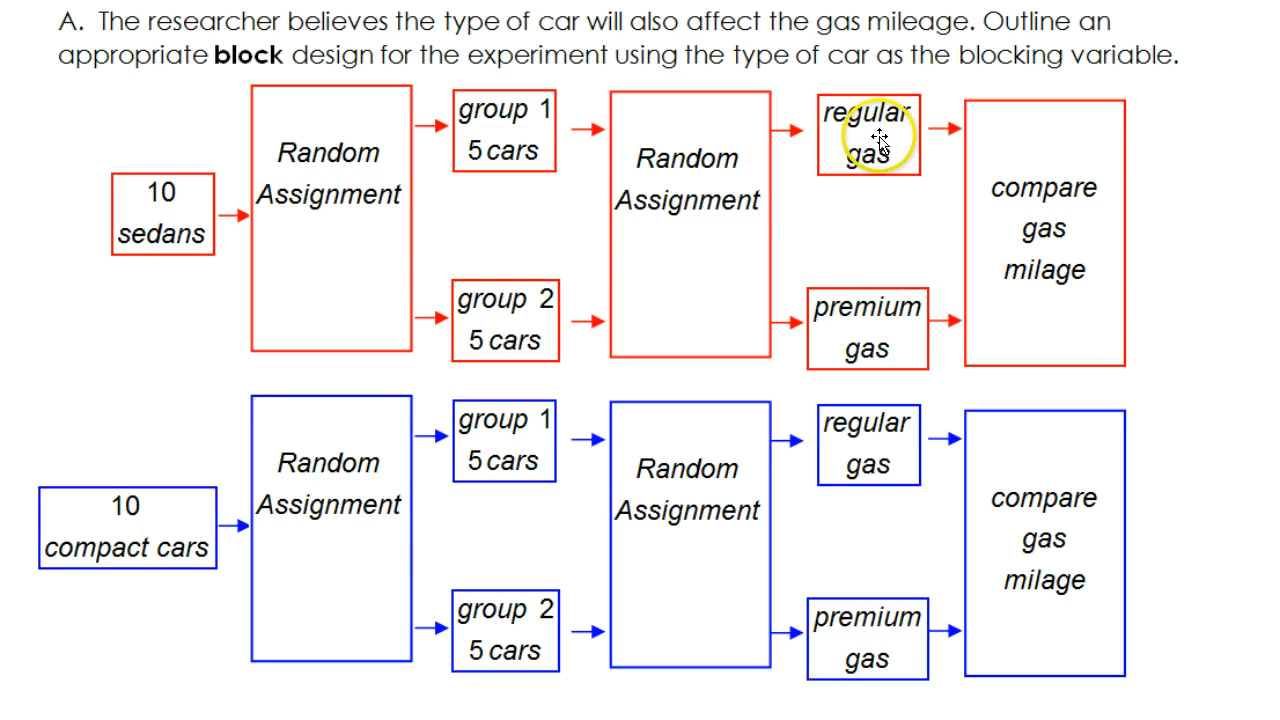 A. The researcher believes the type of car will also affect the gas mileage. Outline an
appropriate block design for the experiment using the type of car as the blocking variable.
10
sedans
Random
Assignment
group 1
5 cars
group 2
5 cars
Random
Assignment
regular
gas
premium
gas
compare
gas
milage
10
compact cars
Random
Assignment
group 1
5 cars
group 2
5 cars
Random
Assignment
regular
gas
premium
gas
compare
gas
milage